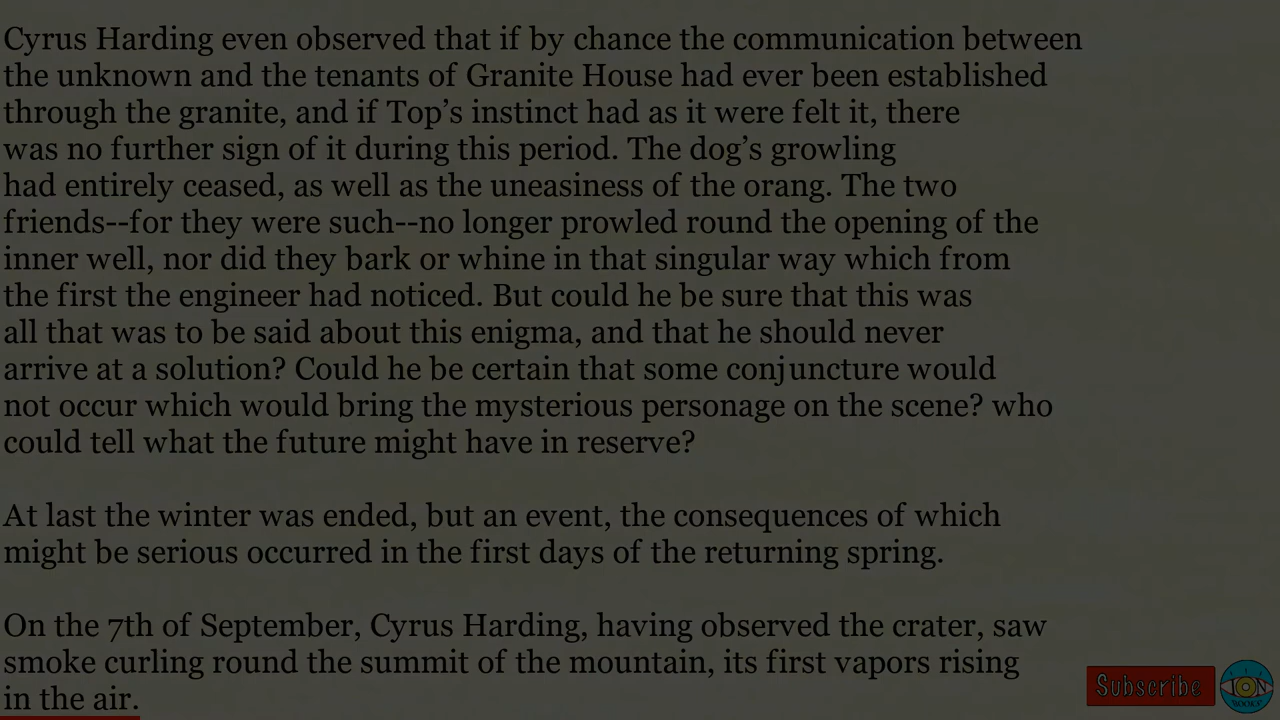 Cyrus Harding even observed that if by chance the communication between
the unknown and the tenants of Granite House had ever been established
through the granite, and if Top’s instinct had as it were felt it, there
was no further sign of it during this period. The dog’s growling
had entirely ceased, as well as the uneasiness of the orang. The two
friends--for they were such--no longer prowled round the opening of the
inner well, nor did they bark or whine in that singular way which from
the first the engineer had noticed. But could he be sure that this was
all that was to be said about this enigma, and that he should never
arrive at a solution? Could he be certain that some conjuncture would
not occur which would bring the mysterious personage on the scene? who
could tell what the future might have in reserve?
At last the winter was ended, but an event, the consequences of which
might be serious occurred in the first days of the returning spring.
On the 7th of September, Cyrus Harding, having observed the crater, saw
smoke curling round the summit of the mountain, its first vapors rising
in the air.
Subscribe
ION
BOOKS